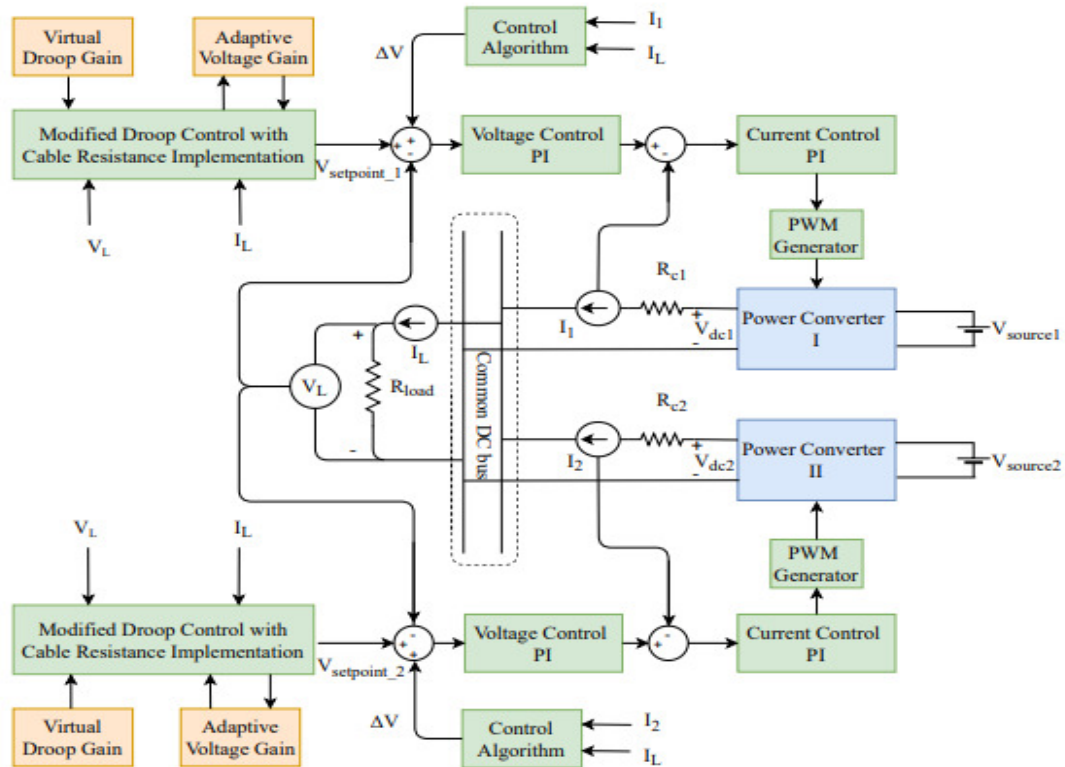 Virtual
Droop Gain
Adaptive
Voltage Gain
ΔV
Control
Algorithm
I1
IL
Modified Droop Control with
Cable Resistance Implementation
Vsetpoint_1
+
+
-
Voltage Control
PI
+
-
Current Control
PI
VL
IL
PWM
Generator
Rc1
I1
+
Vdc1
-
Power Converter
I
Vsource1
+
IL
VL
Rload
-
Common DC bus
Rc2
I2
+
Vdc2
-
Power Converter
II
Vsource2
VL
IL
PWM
Generator
Modified Droop Control with
Cable Resistance Implementation
Vsetpoint_2
-
+
+
Voltage Control
PI
-
+
Current Control
PI
Virtual
Droop Gain
Adaptive
Voltage Gain
ΔV
Control
Algorithm
I2
IL